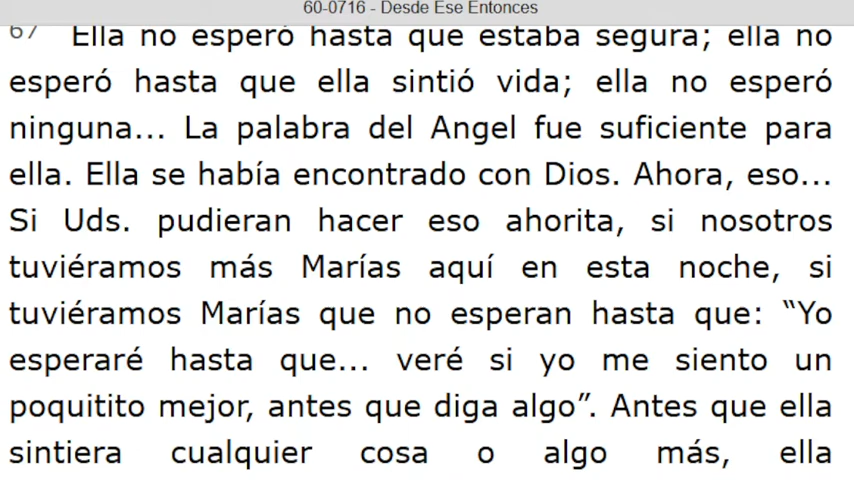 60-0716 - Desde Ese Entonces
67 Ella no esperó hasta que estaba segura; ella no
esperó hasta que ella sintió vida; ella no esperó
ninguna... La palabra del Angel fue suficiente para
ella. Ella se había encontrado con Dios. Ahora, eso...
Si Uds. pudieran hacer eso ahorita, si nosotros
tuviéramos más Marías aquí en esta noche, si
tuviéramos Marías que no esperan hasta que: “Yo
esperaré hasta que... veré si yo me siento un
poquitito mejor, antes que diga algo”. Antes que ella
sintiera cualquier cosa o algo más, ella